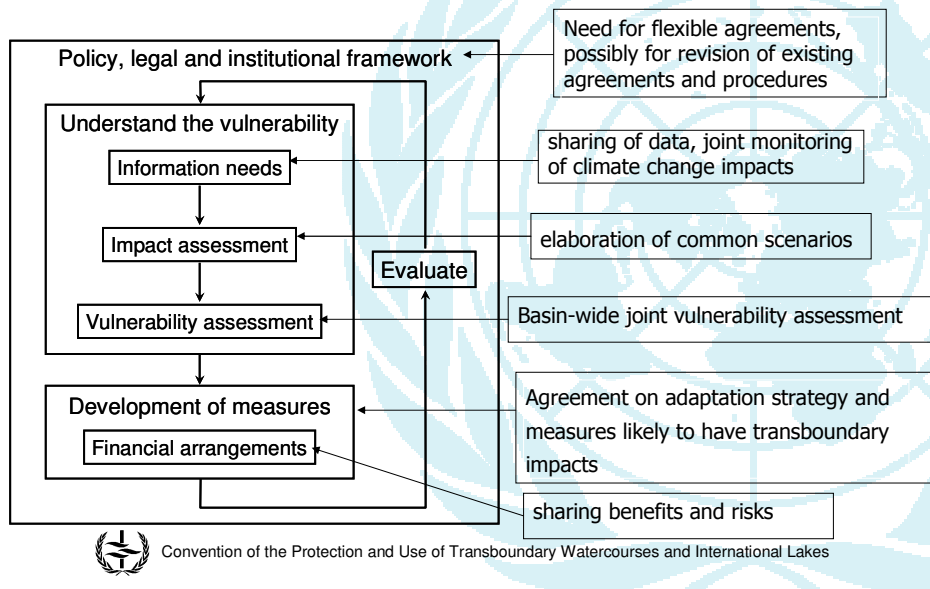 Need for flexible agreements,
possibly for revision of existing
agreements and procedures
Policy, legal and institutional framework
Understand the vulnerability
Information needs
sharing of data, joint monitoring
of climate change impacts
Impact assessment
elaboration of common scenarios
Evaluate
Vulnerability assessment
Basin-wide joint vulnerability assessment
Development of measures
Financial arrangements
Agreement on adaptation strategy and
measures likely to have transboundary
impacts
sharing benefits and risks
Convention of the Protection and Use of Transboundary Watercourses and International Lakes